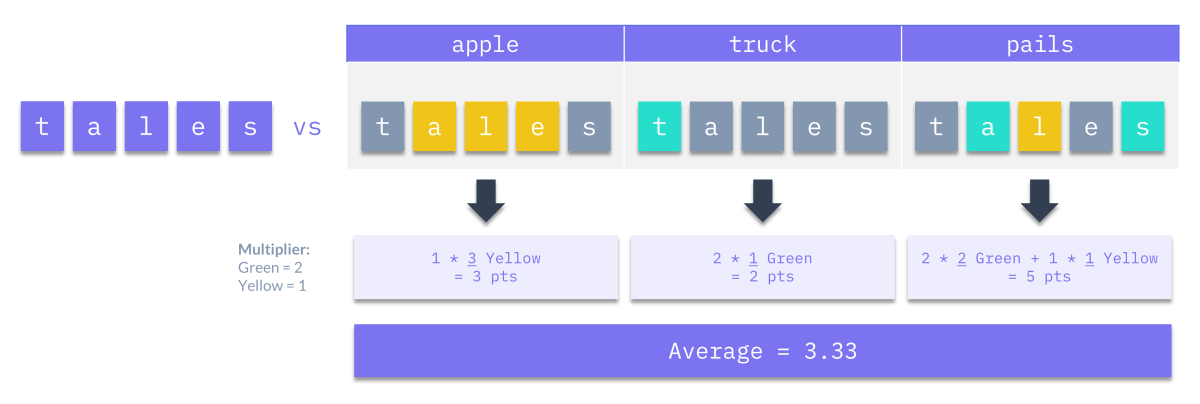 apple truck pails
t a l e s vs t a l e s t a l e s t a l e s
Multiplier:
Green = 2
Yellow = 1
1 * 3 Yellow
= 3 pts
2 * 1 Green
= 2 pts
2 * 2 Green + 1 * 1 Yellow
= 5 pts
Average = 3.33